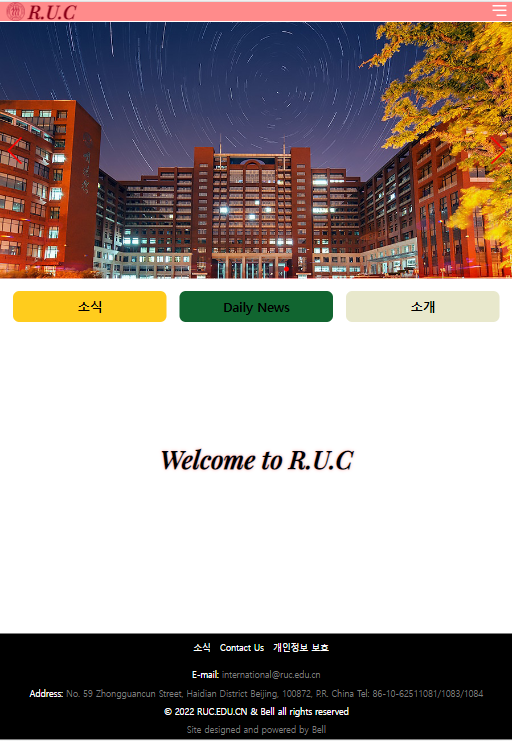 R.U.C
소식
Daily News
소개
Welcome to R.U.C
소식 Contact Us 개인정보 보호
E-mail: international@ruc.edu.cn
Address: No. 59 Zhongguancun Street, Haidian District Beijing, 100872, P.R. China Tel: 86-10-62511081/1083/1084
© 2022 RUC.EDU.CN & Bell all rights reserved
Site designed and powered by Bell